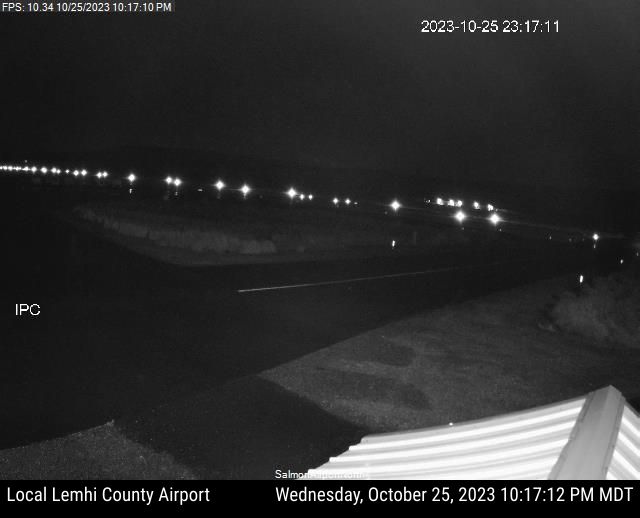 FPS: 10.34 10/25/2023 10:17:10 PM
2023-10-25 23:17:11
IPC
Local Lemhi County Airport Wednesday, October 25, 2023 10:17:12 PM MDT